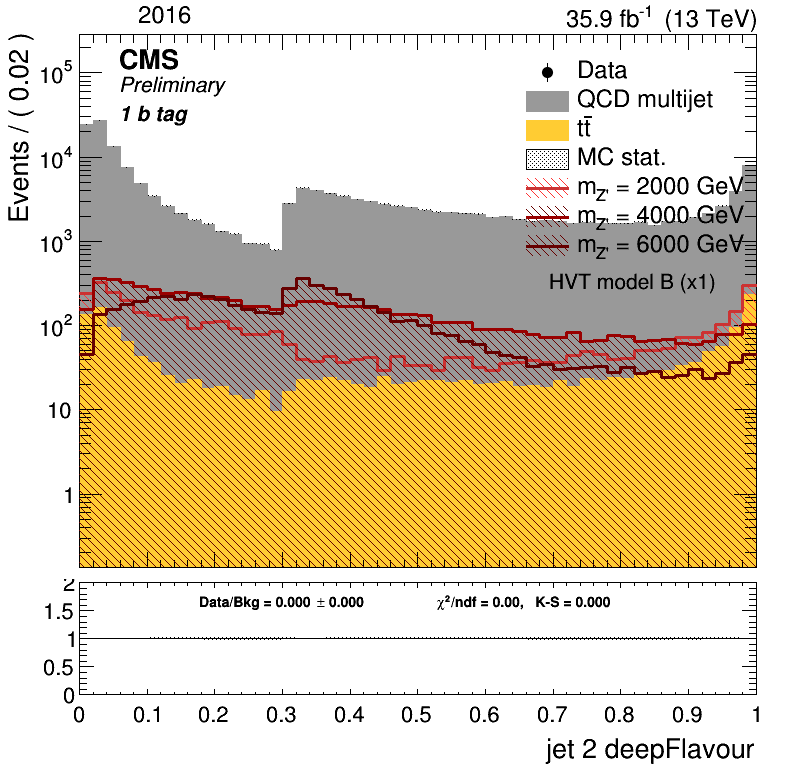 2016
35.9 fb⁻¹ (13 TeV)
Events / ( 0.02 )
CMS
Preliminary
1 b tag
Data
QCD multijet
tt̄
MC stat.
m_Z' = 2000 GeV
m_Z' = 4000 GeV
m_Z' = 6000 GeV
HVT model B (x1)
10⁵
10⁴
10³
10²
10
1
Data/Bkg = 0.000 ± 0.000
χ²/ndf = 0.00, K-S = 0.000
2
1.5
1
0.5
0
0 0.1 0.2 0.3 0.4 0.5 0.6 0.7 0.8 0.9 1
jet 2 deepFlavour